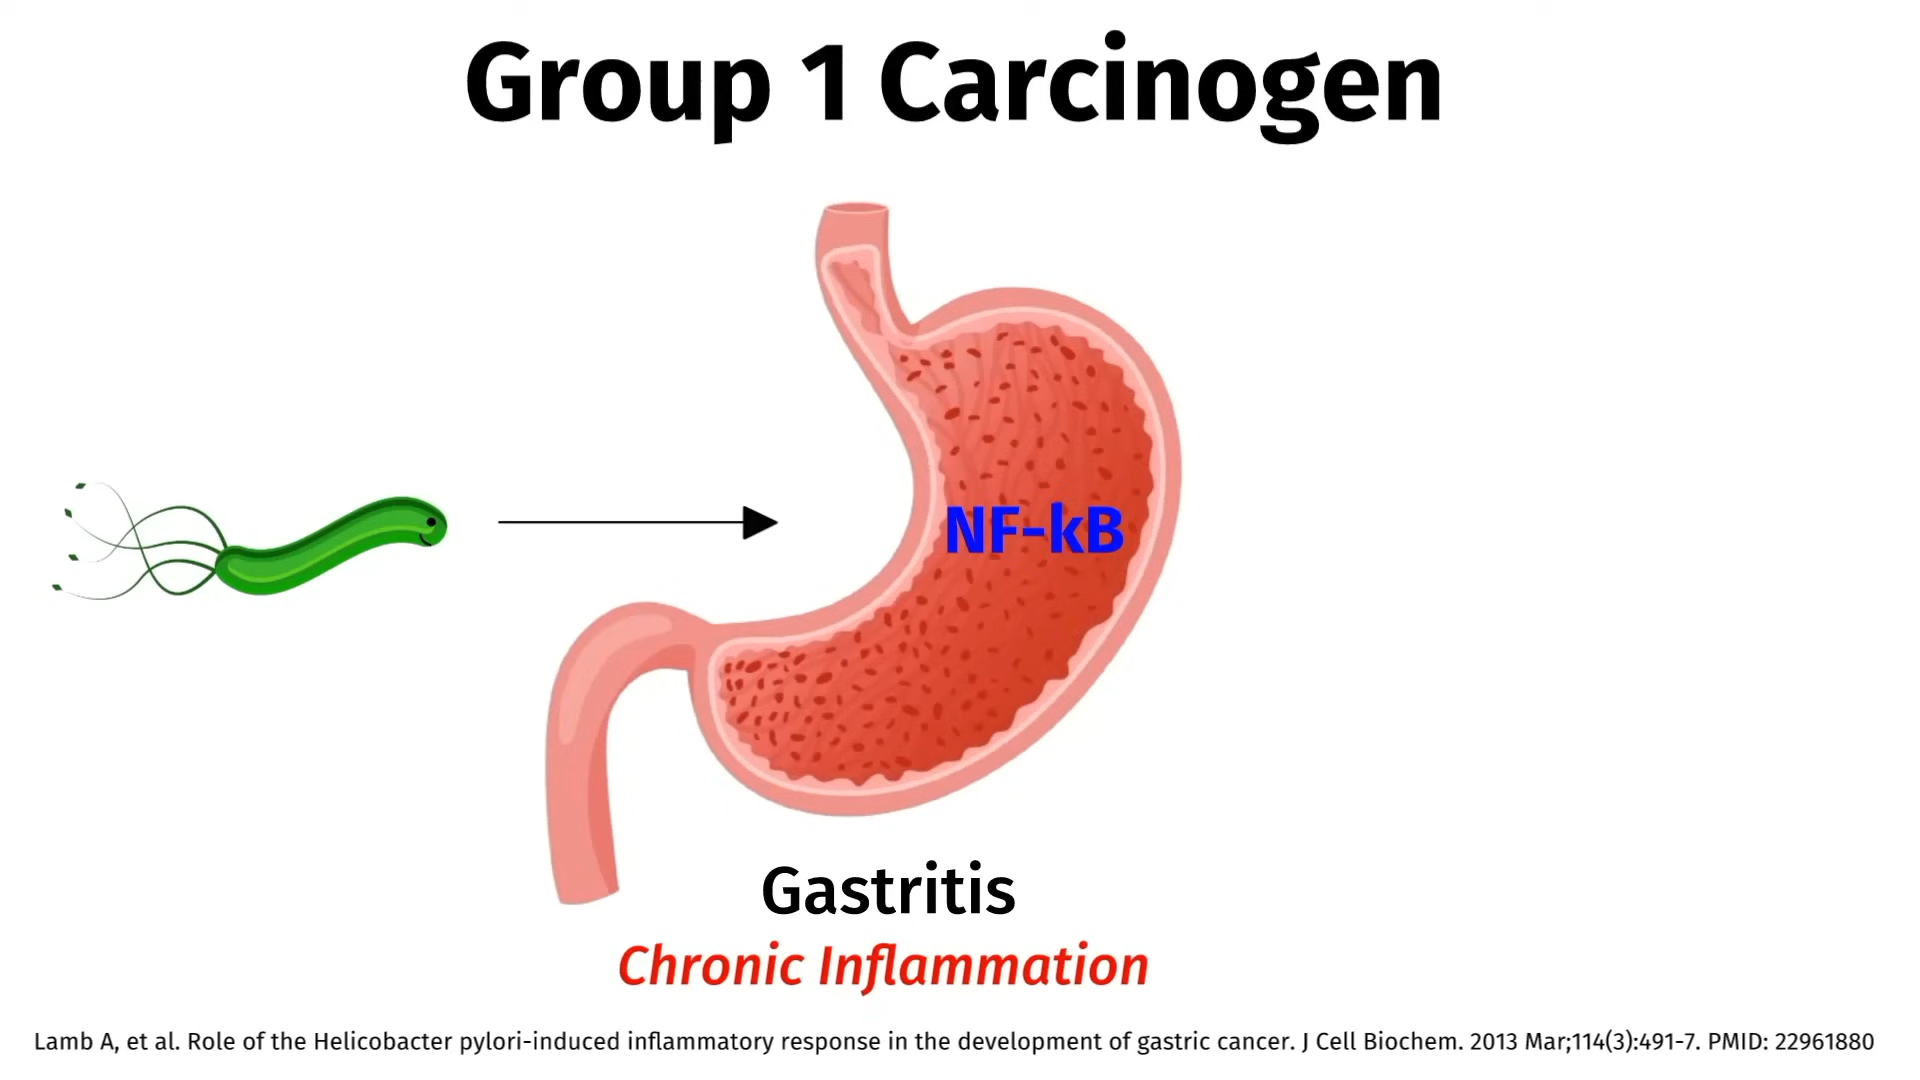 Group 1 Carcinogen
NF-kB
Gastritis
Chronic Inflammation
Lamb A, et al. Role of the Helicobacter pylori-induced inflammatory response in the development of gastric cancer. J Cell Biochem. 2013 Mar;114(3):491-7. PMID: 22961880